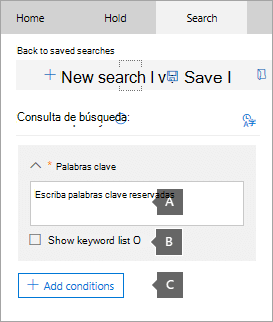 Home Hold Search
Back to saved searches
+ New search I v Save I
Consulta de búsqueda:
* Palabras clave
Escriba palabras clave reservadas
A
Show keyword list O
B
+ Add conditions
C